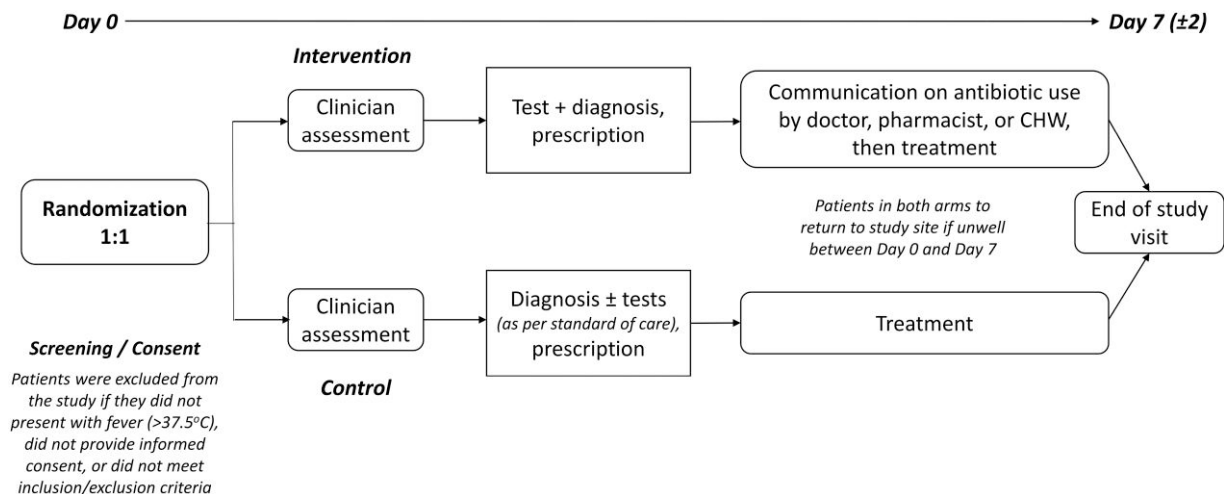 Day 0
Day 7 (±2)
Intervention
Clinician
assessment
Test + diagnosis,
prescription
Communication on antibiotic use
by doctor, pharmacist, or CHW,
then treatment
Randomization
1:1
Patients in both arms to
return to study site if unwell
between Day 0 and Day 7
End of study
visit
Clinician
assessment
Diagnosis ± tests
(as per standard of care),
prescription
Treatment
Control
Screening / Consent
Patients were excluded from
the study if they did not
present with fever (>37.5°C),
did not provide informed
consent, or did not meet
inclusion/exclusion criteria